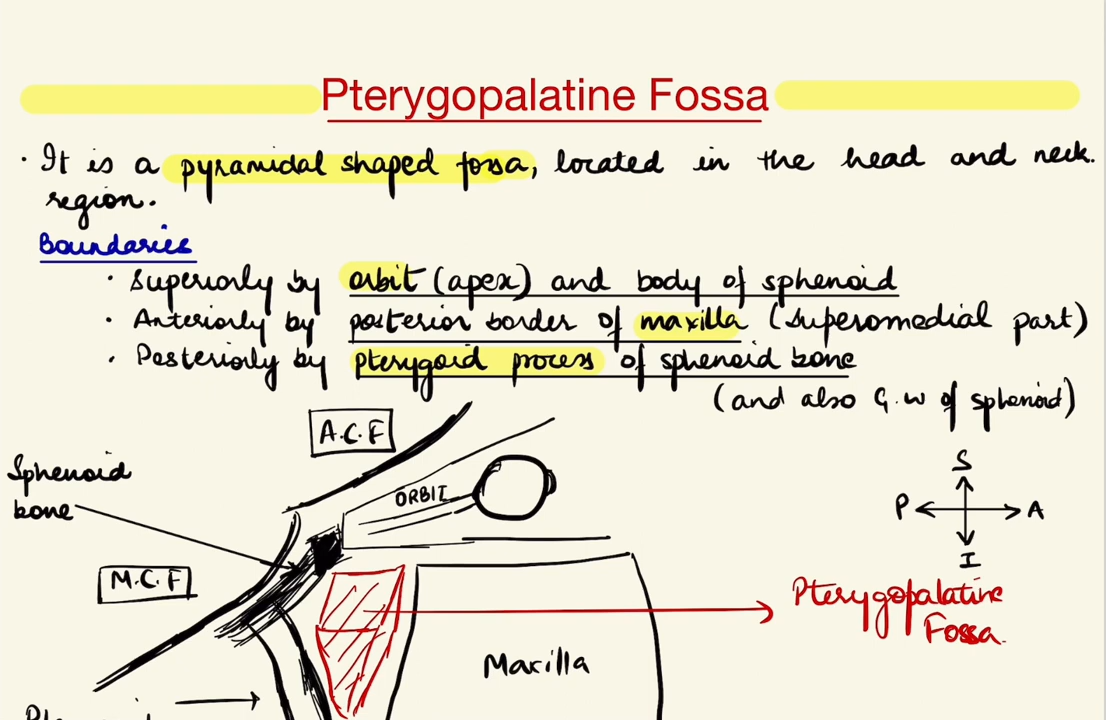 Pterygopalatine Fossa
· It is a pyramidal shaped fossa, located in the head and neck.
region.
Boundaries
· Superiorly by orbit (apex) and body of sphenoid
· Anteriorly by posterior border of maxilla (superomedial part)
· Posteriorly by pterygoid process of sphenoid bone
(and also G.W of sphenoid)
A.C.F
Sphenoid
bone
ORBIT
S
P
A
I
M.C.F
Pterygopalatine
Fossa.
Maxilla